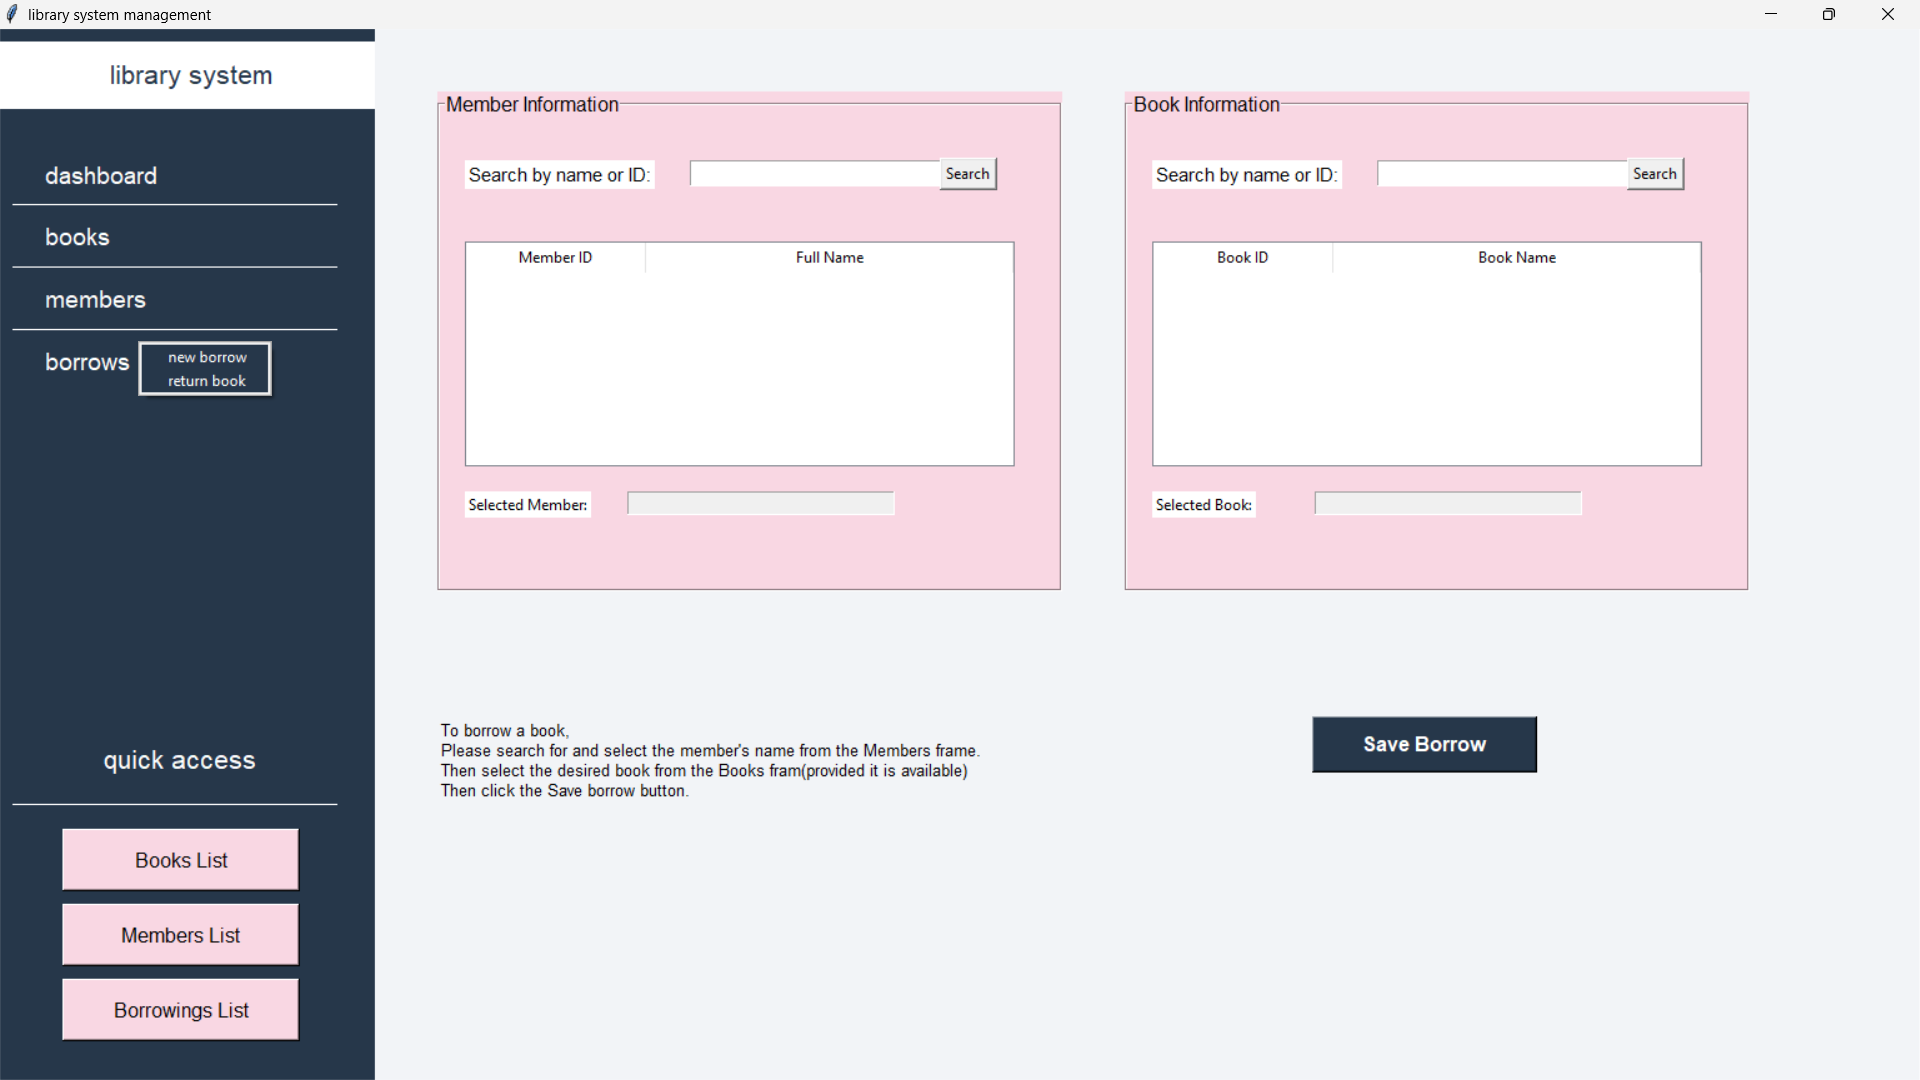 library system management
library system
dashboard
books
members
borrows
new borrow
return book
quick access
Books List
Members List
Borrowings List
Member Information
Search by name or ID:
Search
Member ID
Full Name
Selected Member:
Book Information
Search by name or ID:
Search
Book ID
Book Name
Selected Book:
To borrow a book,
Please search for and select the member's name from the Members frame.
Then select the desired book from the Books fram(provided it is available)
Then click the Save borrow button.
Save Borrow